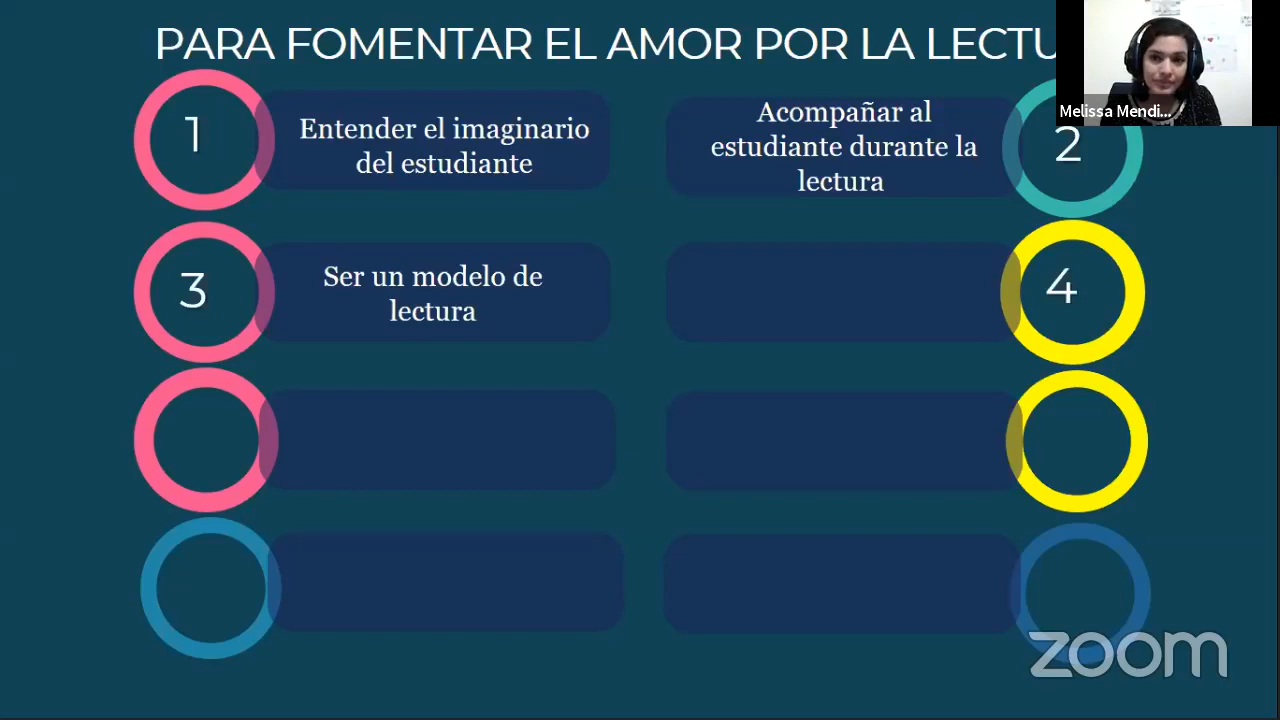 PARA FOMENTAR EL AMOR POR LA LECTU
Melissa Mendi...
1
Entender el imaginario
del estudiante
Acompañar al
estudiante durante la
lectura
2
3
Ser un modelo de
lectura
4
zoom